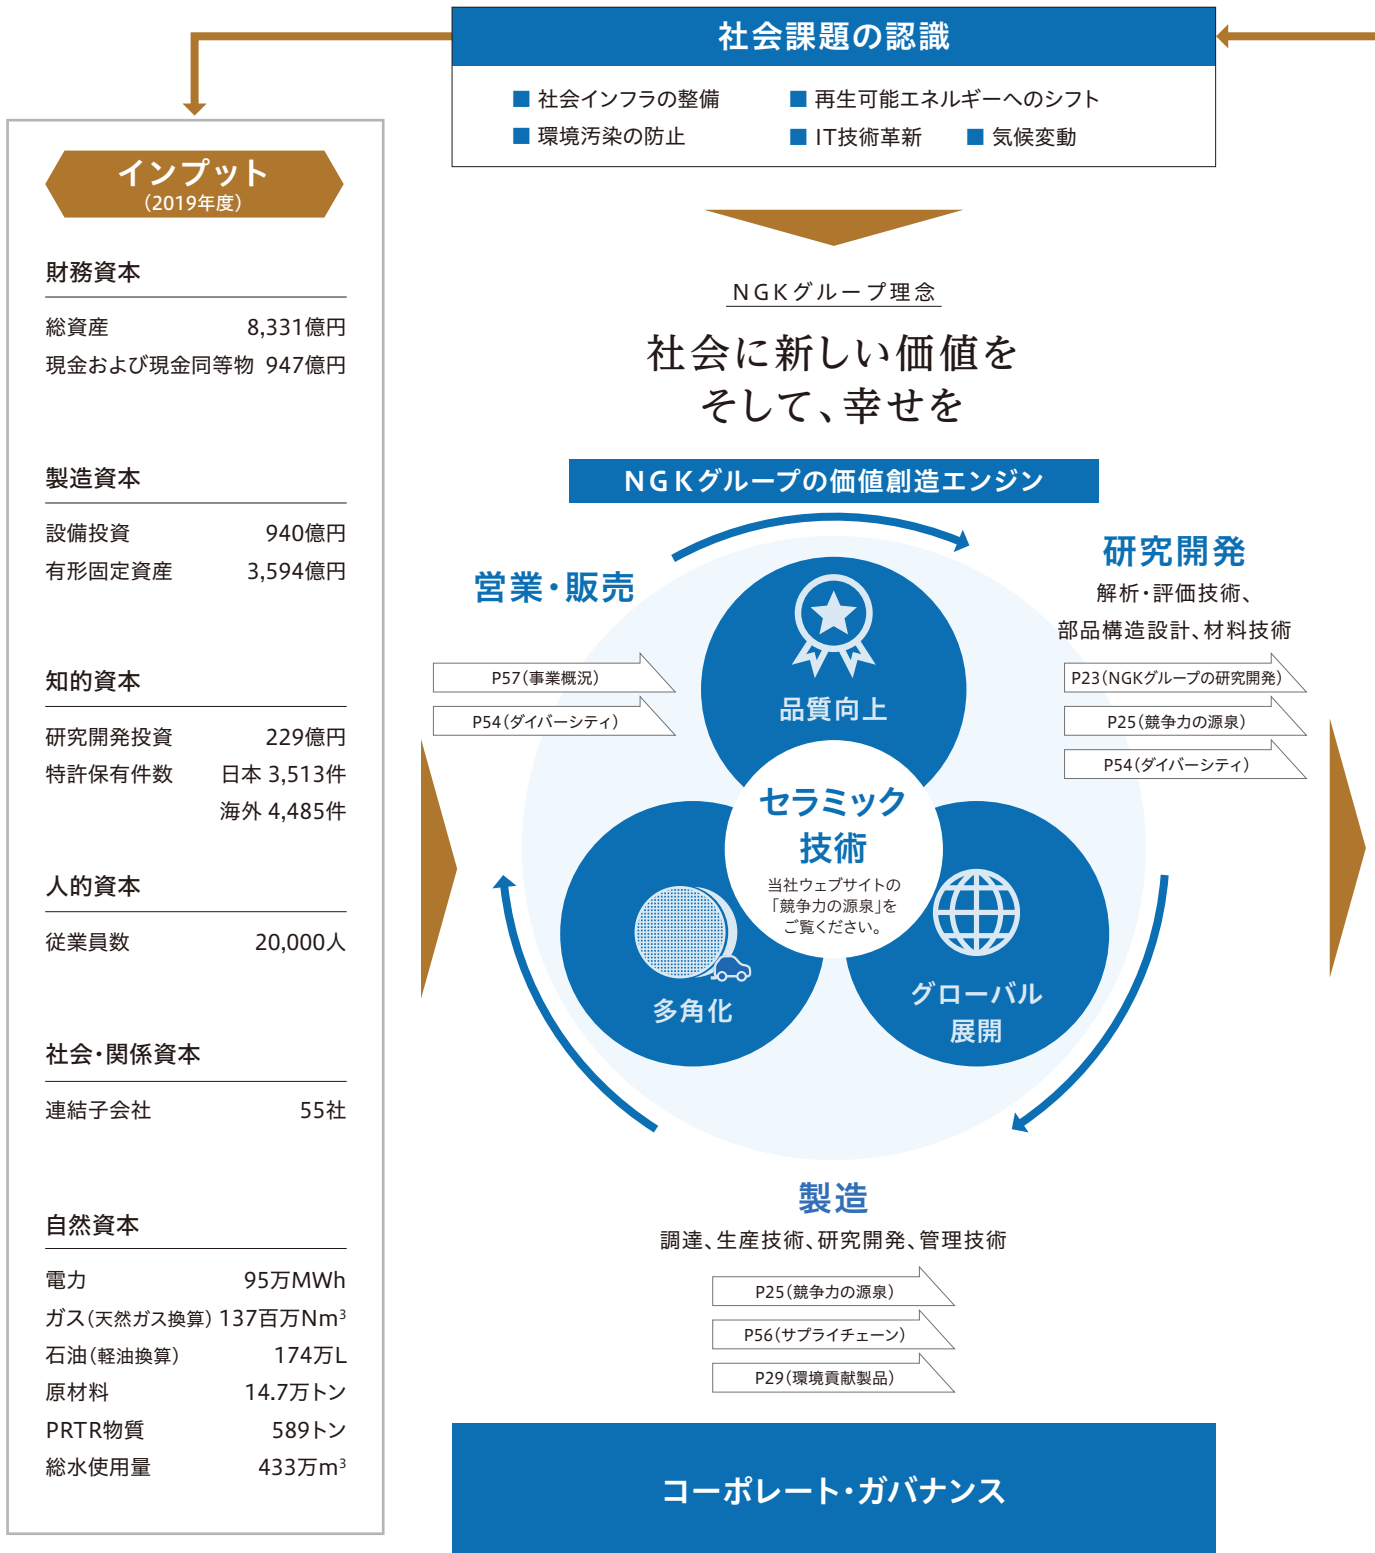 社会課題の認識
■ 社会インフラの整備 ■ 再生可能エネルギーへのシフト
■ 環境汚染の防止 ■ IT技術革新 ■ 気候変動
インプット
（2019年度）
財務資本
総資産 8,331億円
現金および現金同等物 947億円
製造資本
設備投資 940億円
有形固定資産 3,594億円
知的資本
研究開発投資 229億円
特許保有件数 日本 3,513件
海外 4,485件
人的資本
従業員数 20,000人
社会・関係資本
連結子会社 55社
自然資本
電力 95万MWh
ガス（天然ガス換算） 137百万Nm³
石油（軽油換算） 174万L
原材料 14.7万トン
PRTR物質 589トン
総水使用量 433万m³
NGKグループ理念
社会に新しい価値を
そして、幸せを
NGKグループの価値創造エンジン
営業・販売
P57（事業概況）
P54（ダイバーシティ）
研究開発
解析・評価技術、
部品構造設計、材料技術
P23（NGKグループの研究開発）
P25（競争力の源泉）
P54（ダイバーシティ）
品質向上
セラミック
技術
当社ウェブサイトの
「競争力の源泉」を
ご覧ください。
多角化
グローバル
展開
製造
調達、生産技術、研究開発、管理技術
P25（競争力の源泉）
P56（サプライチェーン）
P29（環境貢献製品）
コーポレート・ガバナンス